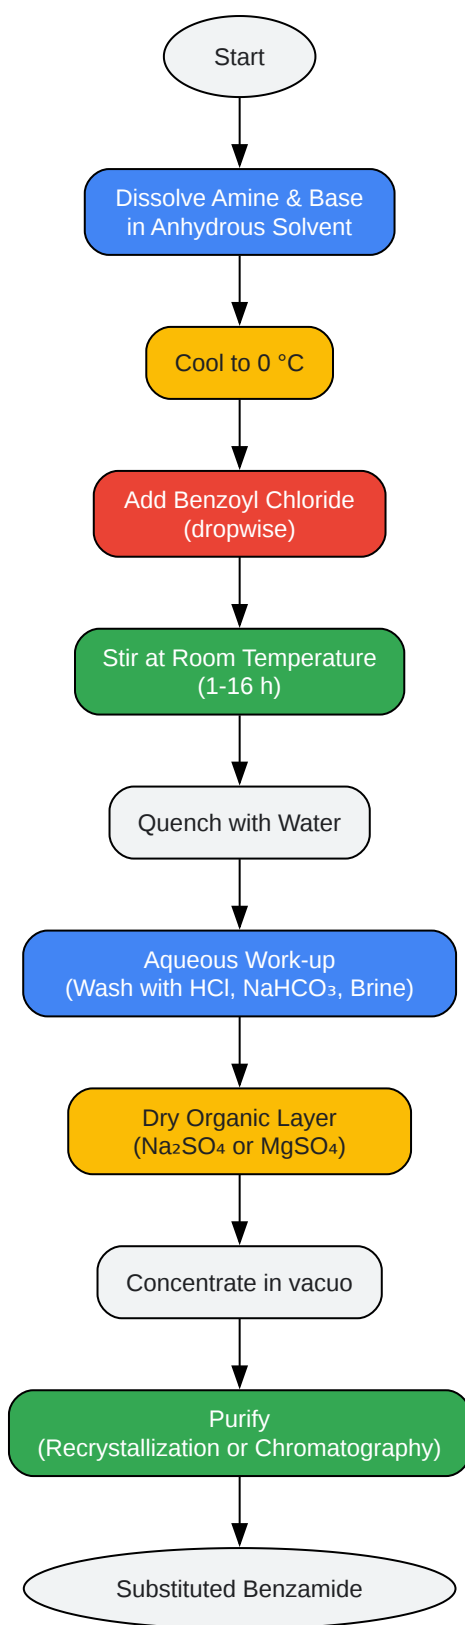 Start
Dissolve Amine & Base
in Anhydrous Solvent
Cool to 0 °C
Add Benzoyl Chloride
(dropwise)
Stir at Room Temperature
(1-16 h)
Quench with Water
Aqueous Work-up
(Wash with HCl, NaHCO₃, Brine)
Dry Organic Layer
(Na₂SO₄ or MgSO₄)
Concentrate in vacuo
Purify
(Recrystallization or Chromatography)
Substituted Benzamide